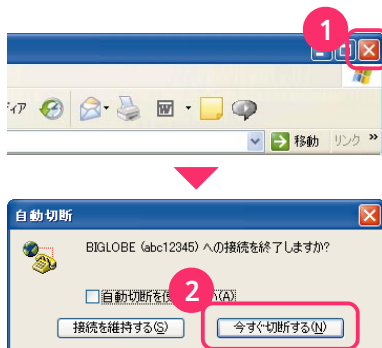 1
移動 リンク »
自動切断
BIGLOBE (abc12345) への接続を終了しますか?
2
自動切断を
(A)
接続を維持する(S) 今すぐ切断する(N)